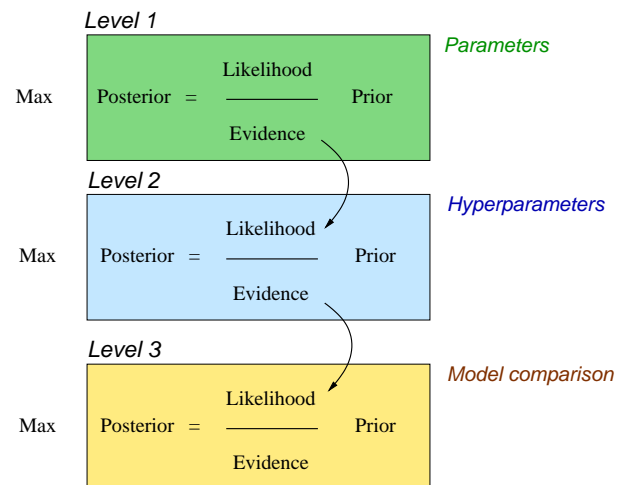 Level 1
Parameters
Likelihood
Max Posterior = Prior
Evidence
Level 2
Hyperparameters
Likelihood
Max Posterior = Prior
Evidence
Level 3
Model comparison
Likelihood
Max Posterior = Prior
Evidence